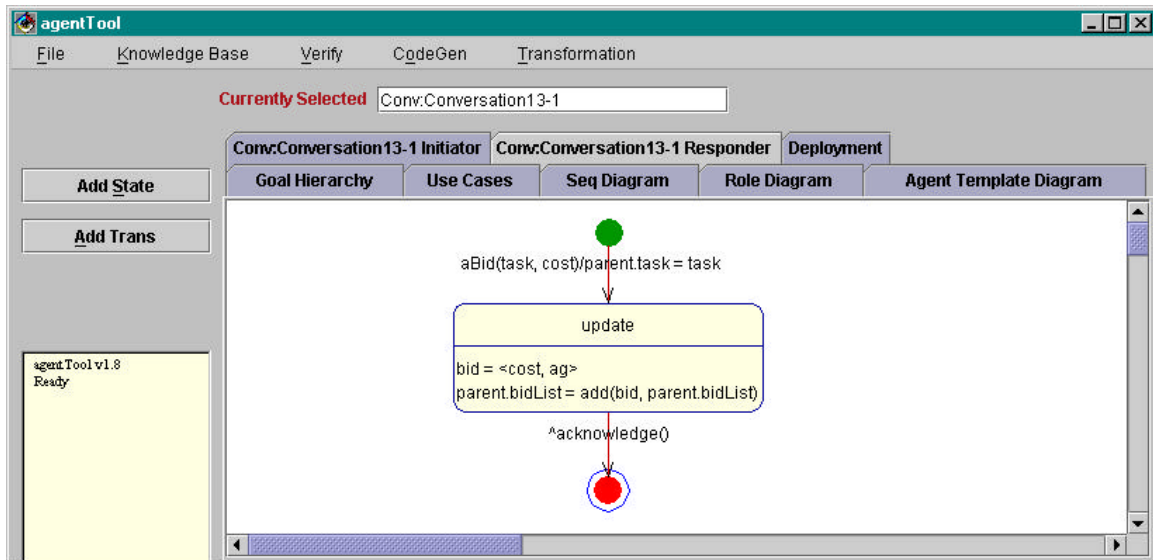 agentTool
File Knowledge Base Verify CodeGen Transformation
Currently Selected Conv:Conversation13-1
Conv:Conversation13-1 Initiator Conv:Conversation13-1 Responder Deployment
Goal Hierarchy Use Cases Seq Diagram Role Diagram Agent Template Diagram
Add State
Add Trans
agentTool v1.8
Ready
aBid(task, cost)/parent.task = task
update
bid = <cost, ag>
parent.bidList = add(bid, parent.bidList)
^acknowledge()